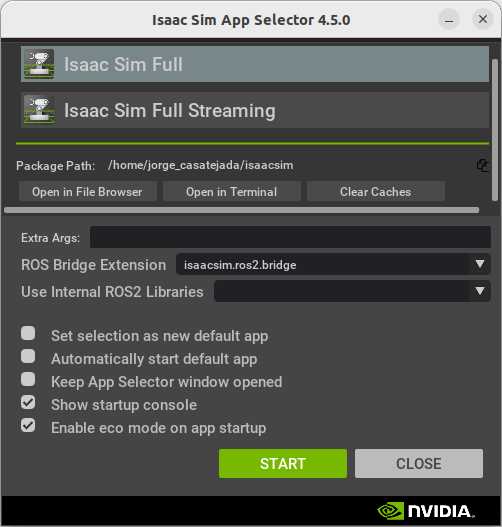 Isaac Sim App Selector 4.5.0
Isaac Sim Full
Isaac Sim Full Streaming
Package Path: /home/jorge_casatejada/isaacsim
Open in File Browser Open in Terminal Clear Caches
Extra Args:
ROS Bridge Extension isaacsim.ros2.bridge
Use Internal ROS2 Libraries
Set selection as new default app
Automatically start default app
Keep App Selector window opened
Show startup console
Enable eco mode on app startup
START CLOSE
NVIDIA